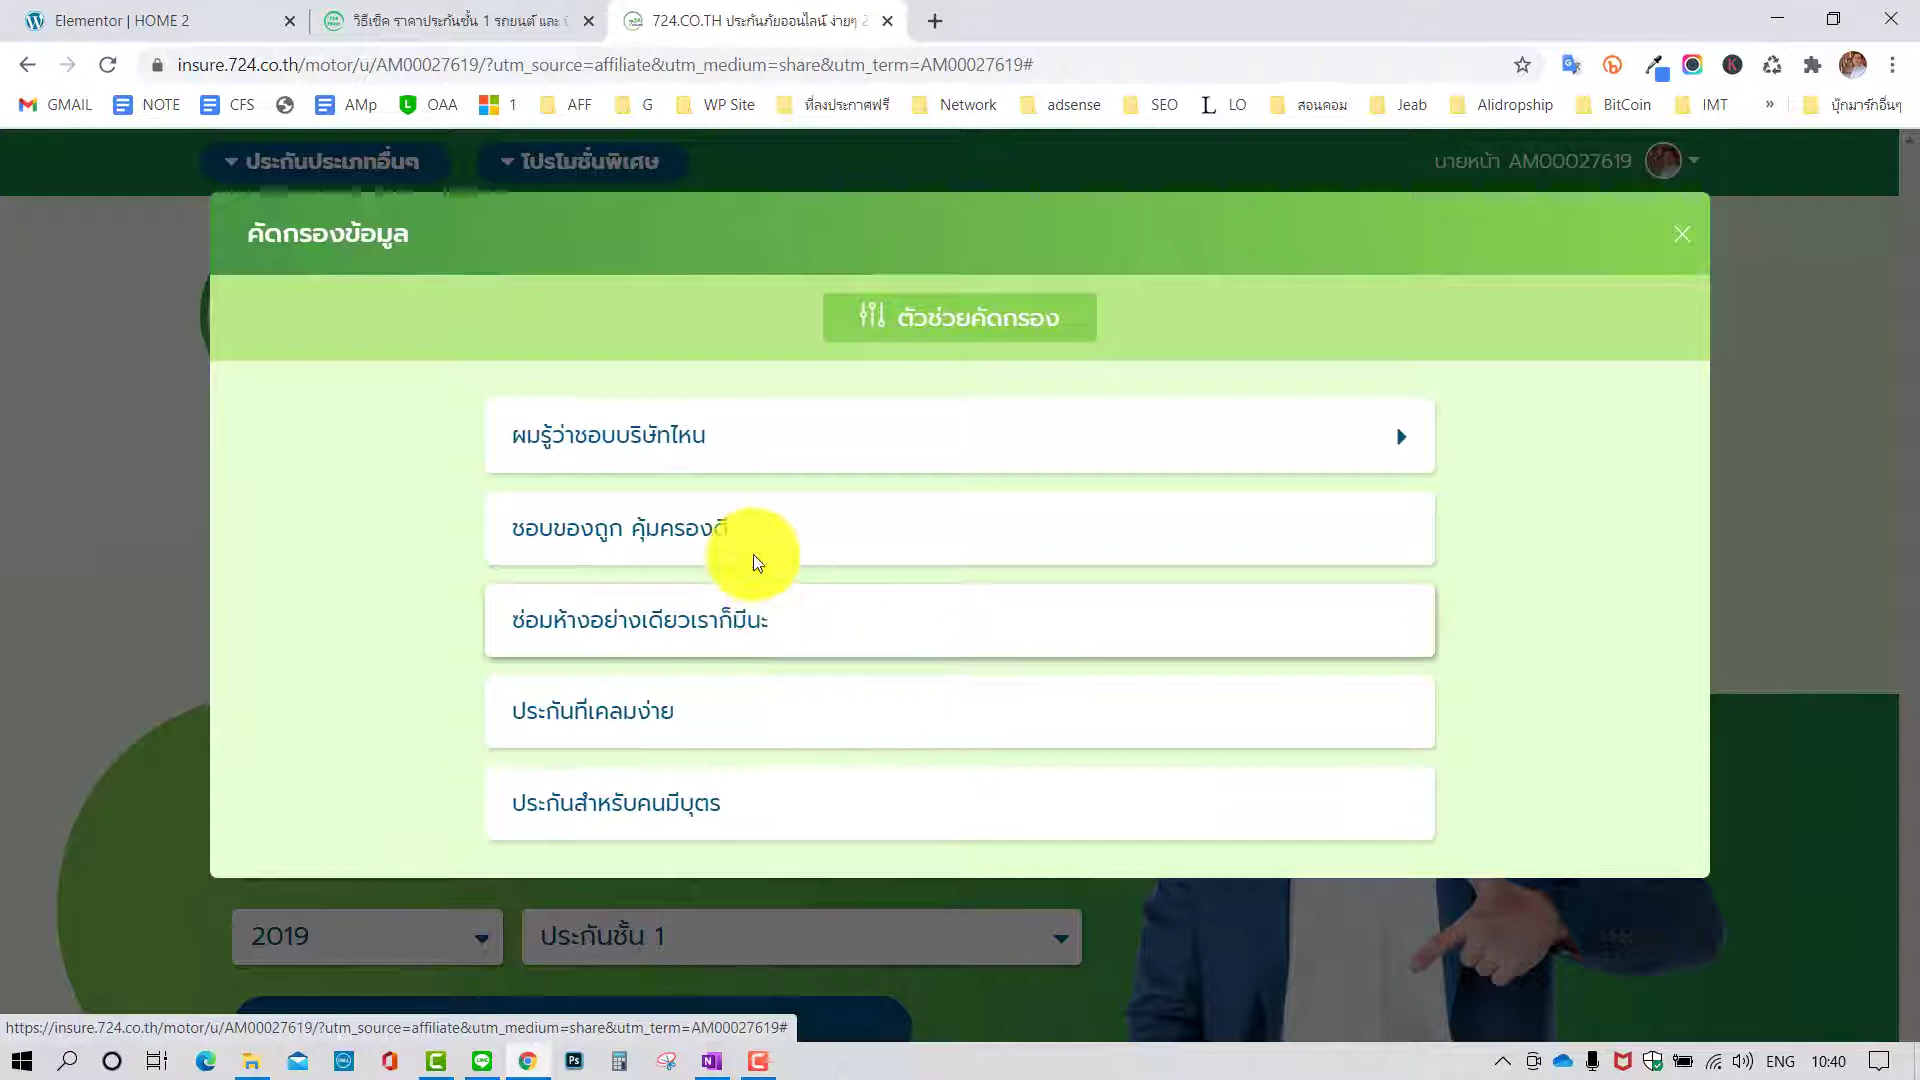 Elementor | HOME 2
วิธีเช็ค ราคาประกันชั้น 1 รถยนต์ และ
724.CO.TH ประกันภัยออนไลน์ ง่ายๆ 2
insure.724.co.th/motor/u/AM00027619/?utm_source=affiliate&utm_medium=share&utm_term=AM00027619#
GMAIL NOTE CFS AMp OAA 1 AFF G WP Site ที่ลงประกาศฟรี Network adsense SEO LO สอนคอม Jeab Alidropship BitCoin IMT » บุ๊กมาร์กอื่นๆ
ประกันประเภทอื่นๆ โปรโมชั่นพิเศษ นายหน้า AM00027619
คัดกรองข้อมูล
ตัวช่วยคัดกรอง
ผมรู้ว่าชอบบริษัทไหน
ชอบของถูก คุ้มครองดี
ซ่อมห้างอย่างเดียวเราก็มีนะ
ประกันที่เคลมง่าย
ประกันสำหรับคนมีบุตร
2019 ประกันชั้น 1
https://insure.724.co.th/motor/u/AM00027619/?utm_source=affiliate&utm_medium=share&utm_term=AM00027619#
ENG 10:40